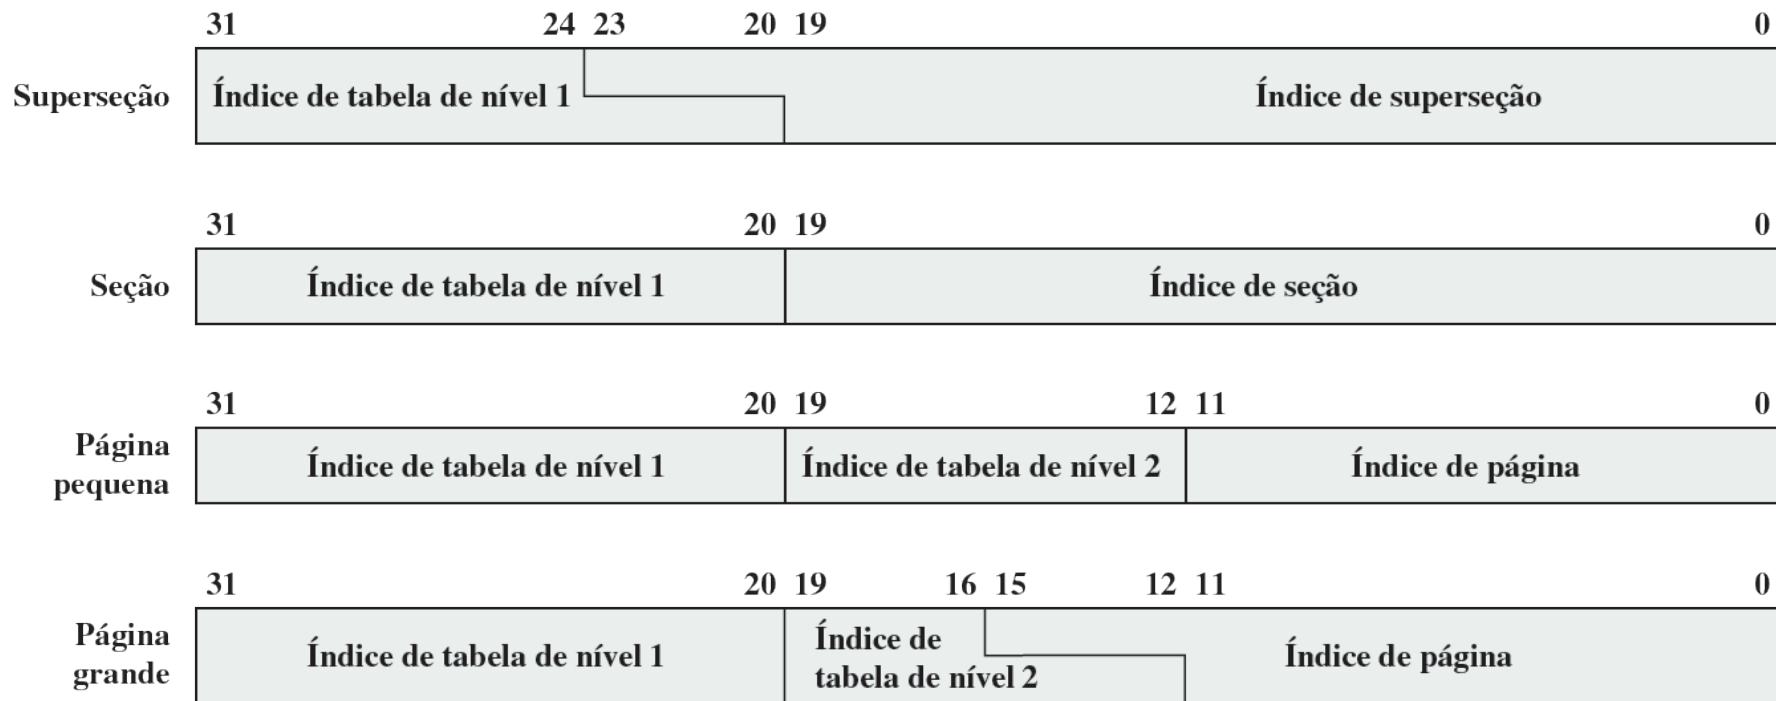 31 24 23 20 19 0
Superseção Índice de tabela de nível 1 Índice de superseção
31 20 19 0
Seção Índice de tabela de nível 1 Índice de seção
31 20 19 12 11 0
Página
pequena
Índice de tabela de nível 1 Índice de tabela de nível 2 Índice de página
31 20 19 16 15 12 11 0
Página
grande
Índice de tabela de nível 1
Índice de
tabela de nível 2
Índice de página